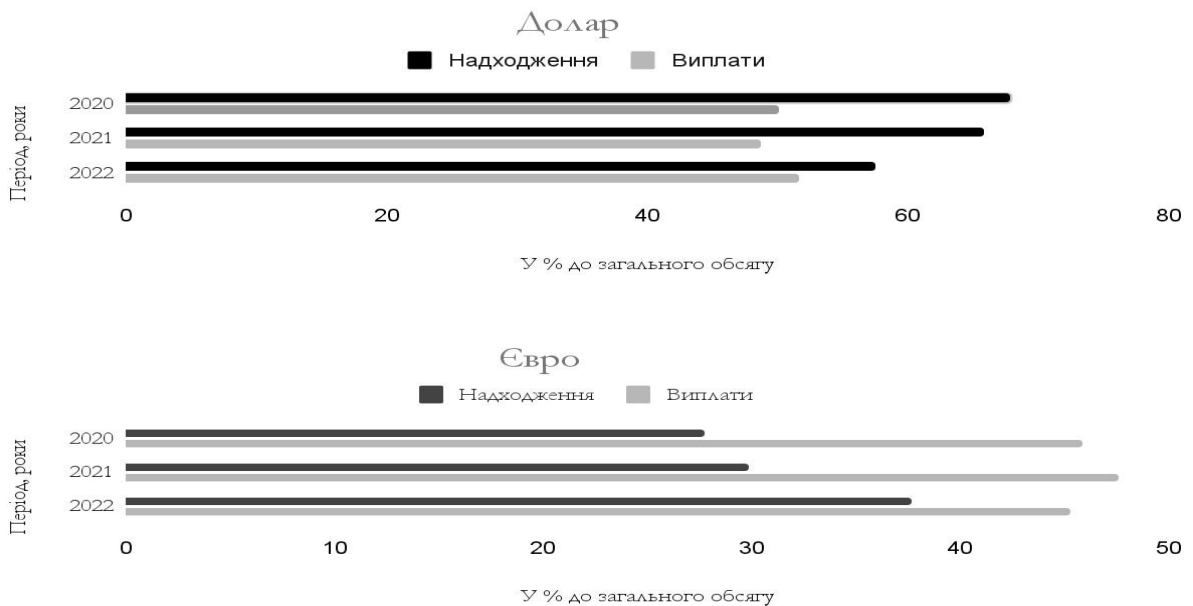 Долар
Надходження Виплати
Період, роки
2020
2021
2022
0 20 40 60 80
У % до загального обсягу
Євро
Надходження Виплати
Період, роки
2020
2021
2022
0 10 20 30 40 50
У % до загального обсягу